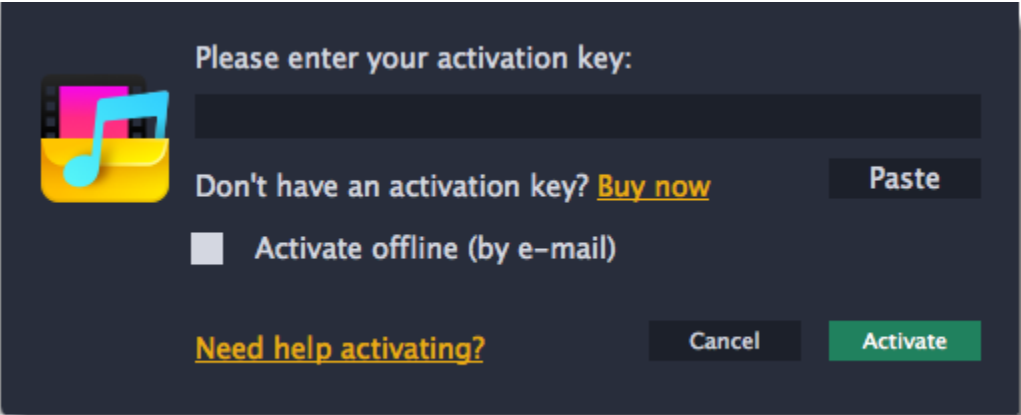 Please enter your activation key:
Don't have an activation key? Buy now
Paste
Activate offline (by e-mail)
Need help activating?
Cancel
Activate